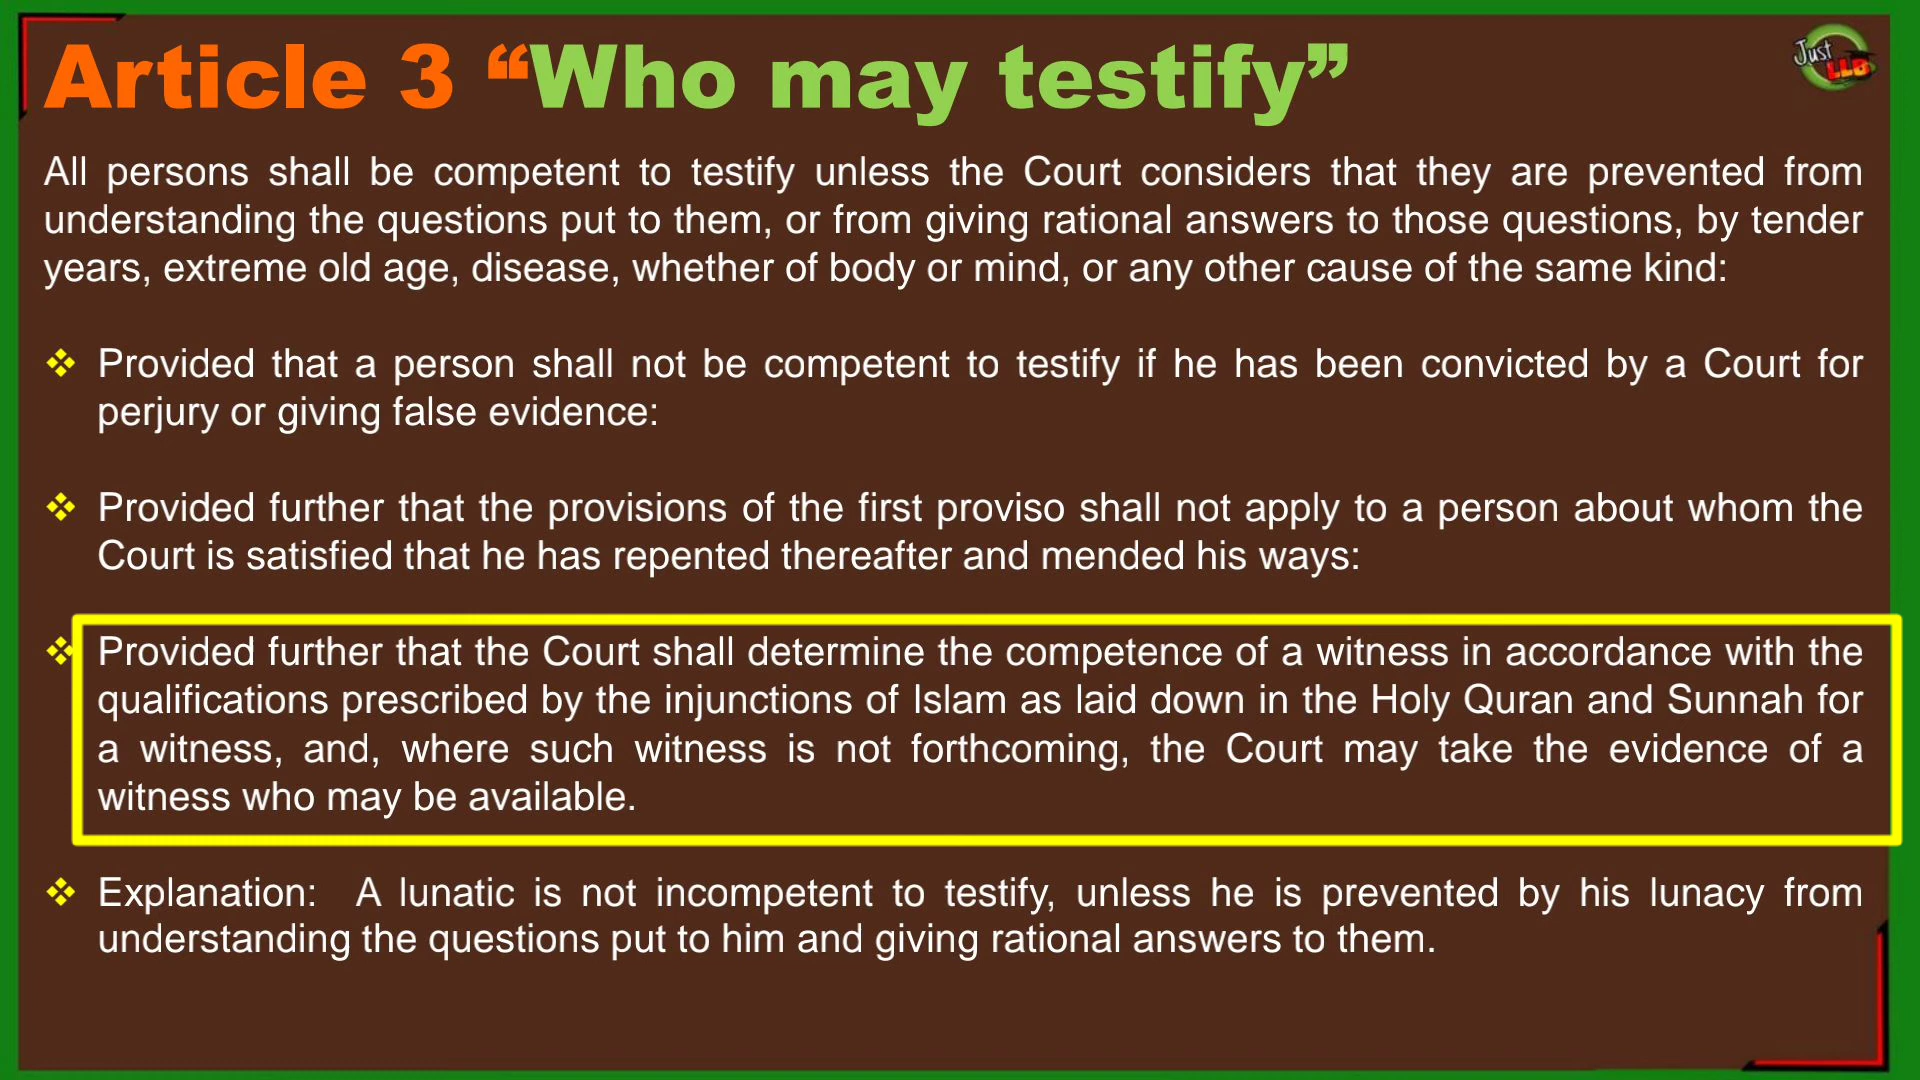 Article 3 “Who may testify”
Just
LLB
All persons shall be competent to testify unless the Court considers that they are prevented from
understanding the questions put to them, or from giving rational answers to those questions, by tender
years, extreme old age, disease, whether of body or mind, or any other cause of the same kind:
❖ Provided that a person shall not be competent to testify if he has been convicted by a Court for
perjury or giving false evidence:
❖ Provided further that the provisions of the first proviso shall not apply to a person about whom the
Court is satisfied that he has repented thereafter and mended his ways:
❖ Provided further that the Court shall determine the competence of a witness in accordance with the
qualifications prescribed by the injunctions of Islam as laid down in the Holy Quran and Sunnah for
a witness, and, where such witness is not forthcoming, the Court may take the evidence of a
witness who may be available.
❖ Explanation: A lunatic is not incompetent to testify, unless he is prevented by his lunacy from
understanding the questions put to him and giving rational answers to them.